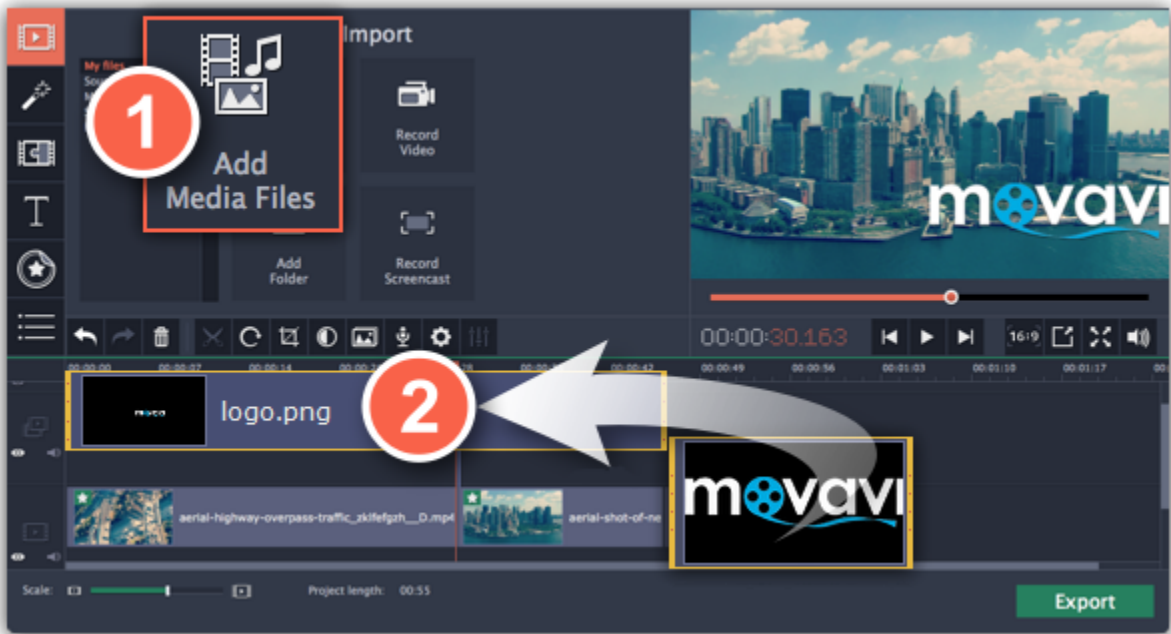 Import
My files
1
Add
Media Files
Record
Video
Add
Folder
Record
Screencast
movavi
T
00:00:30.163
16:9
00:00:00
00:00:07
00:00:14
28
00:00:42
00:00:49
00:00:56
00:01:03
00:01:10
00:01:17
logo.png
2
movavi
aerial-highway-overpass-traffic_zklfefgzh__D.mp4
aerial-shot-of-ne
Scale:
Project length: 00:55
Export